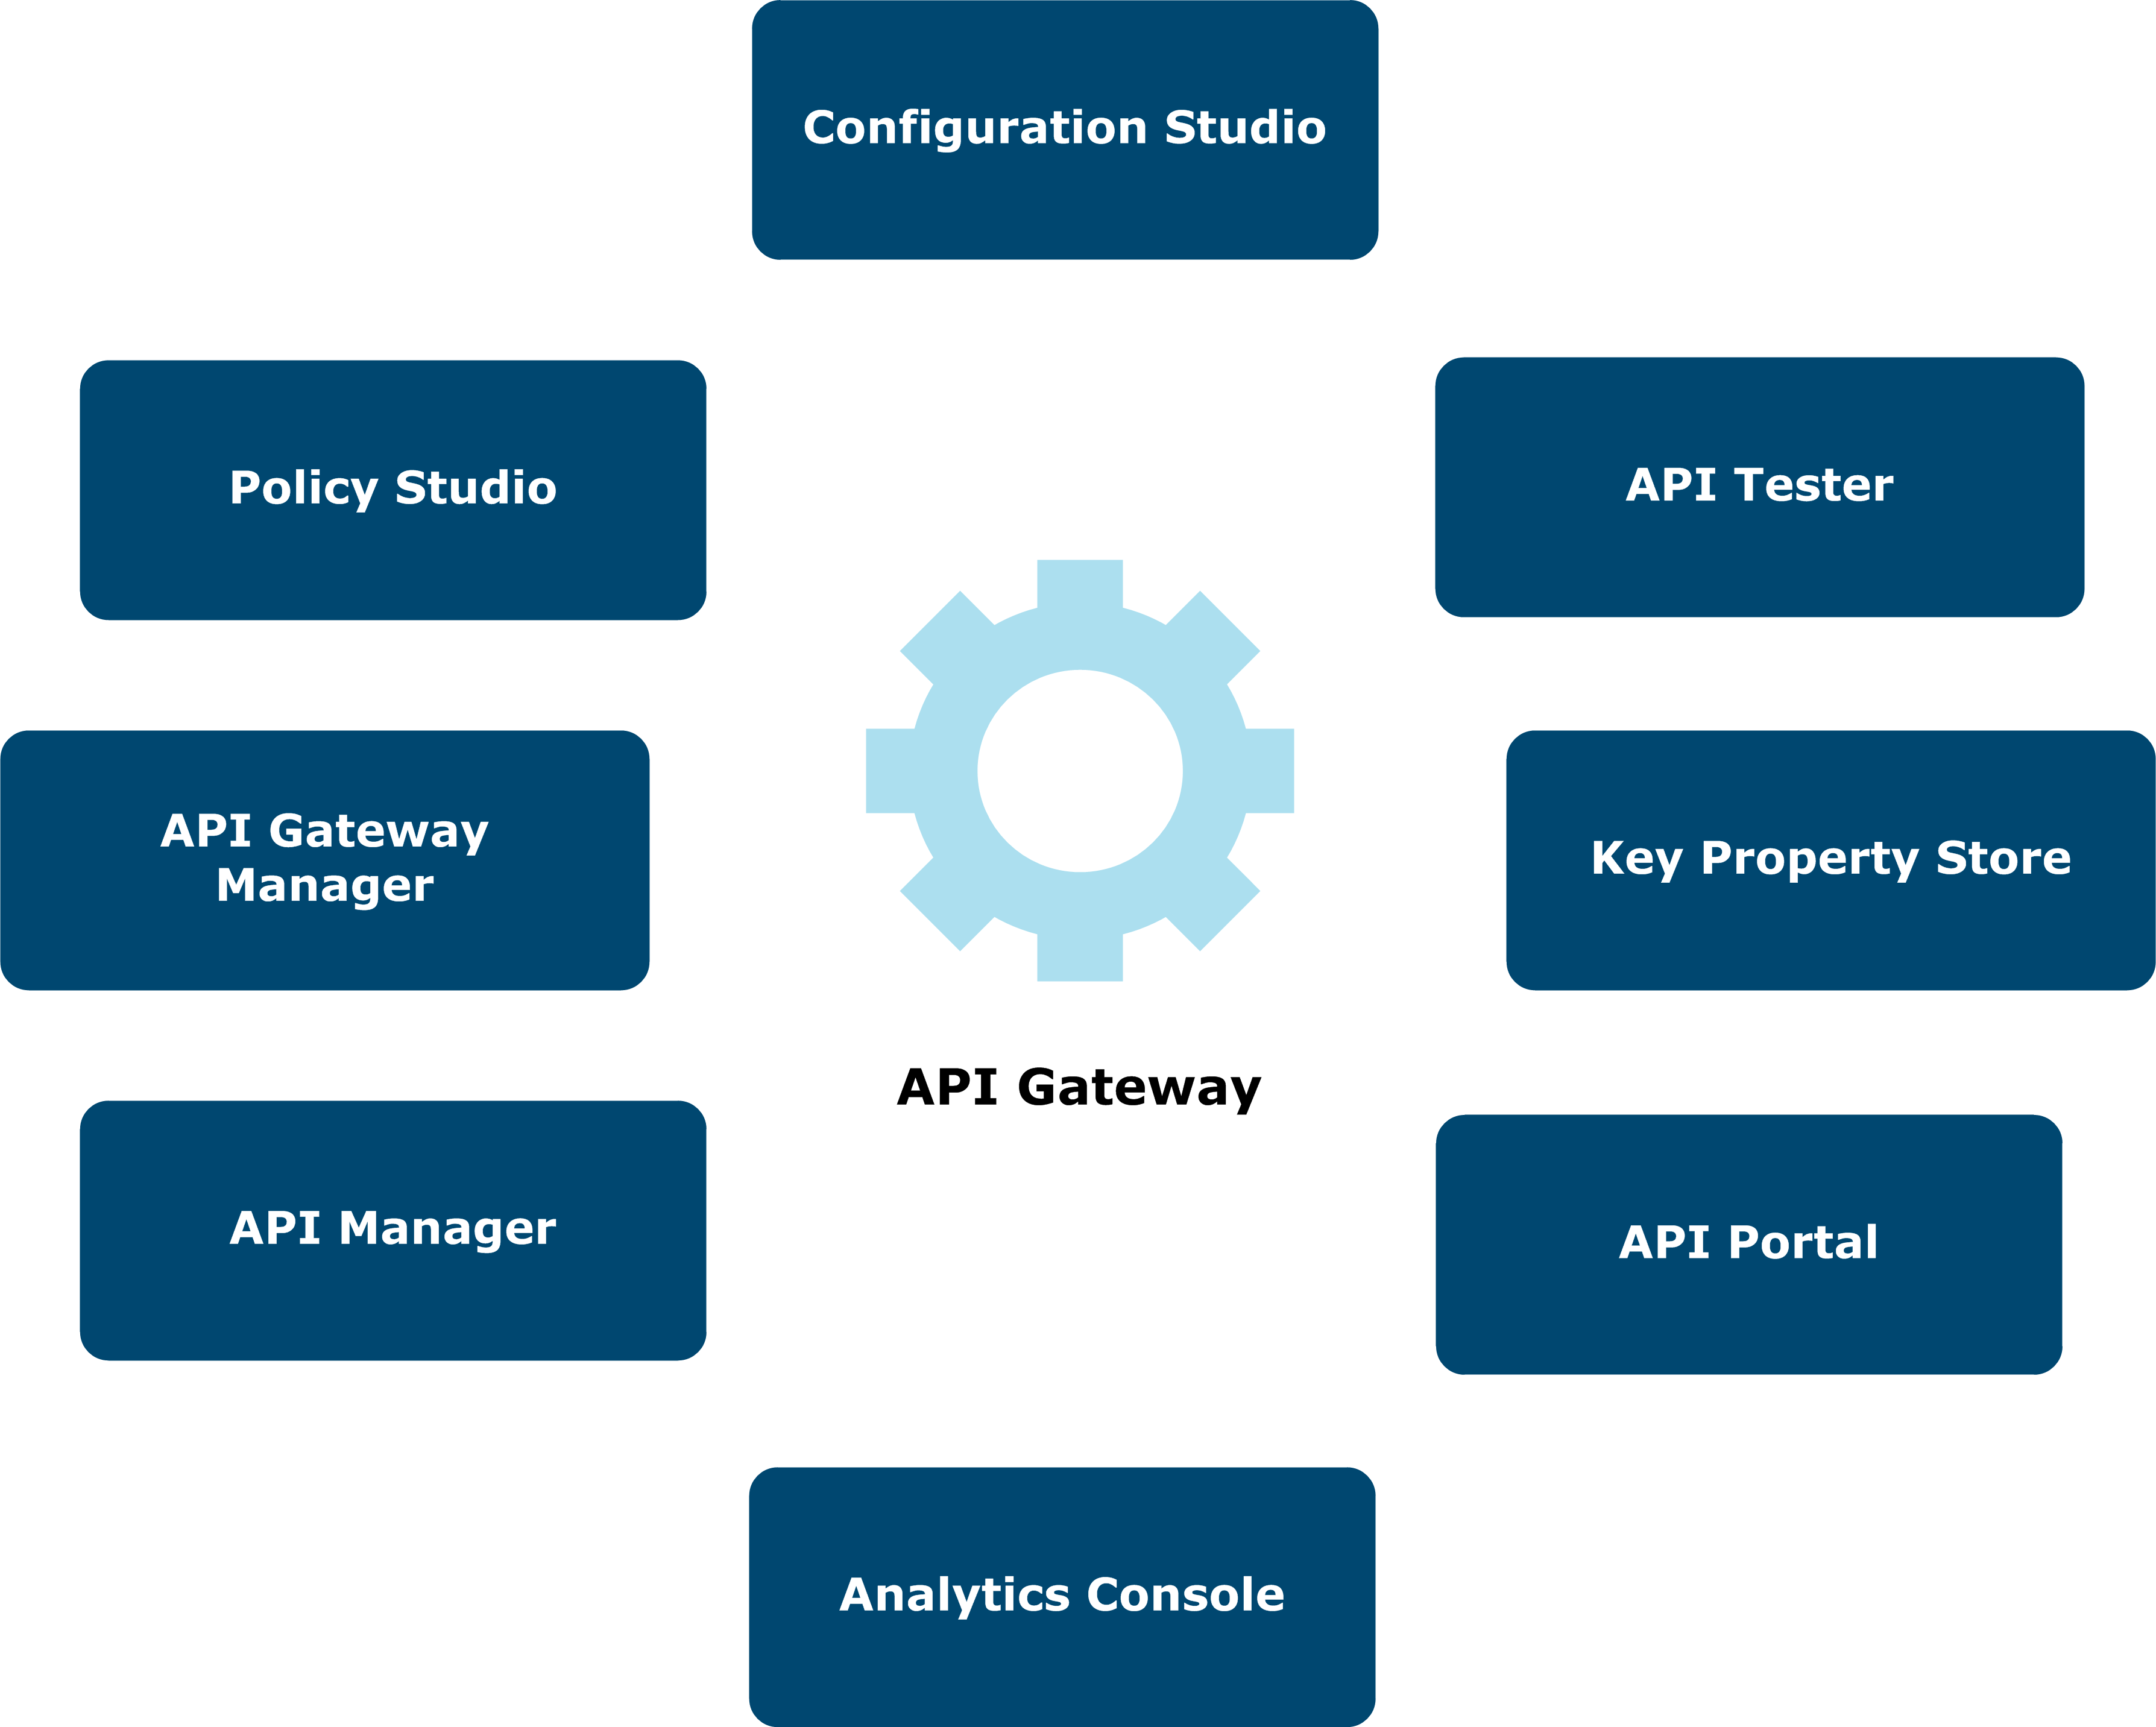 Configuration Studio
Policy Studio
API Tester
API Gateway
Manager
Key Property Store
API Gateway
API Manager
API Portal
Analytics Console